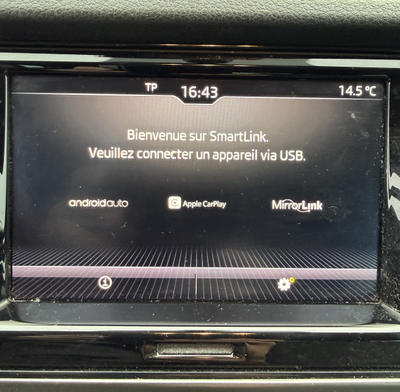 TP 16:43 14.5 °C
Bienvenue sur SmartLink.
Veuillez connecter un appareil via USB.
androidauto Apple CarPlay MirrorLink